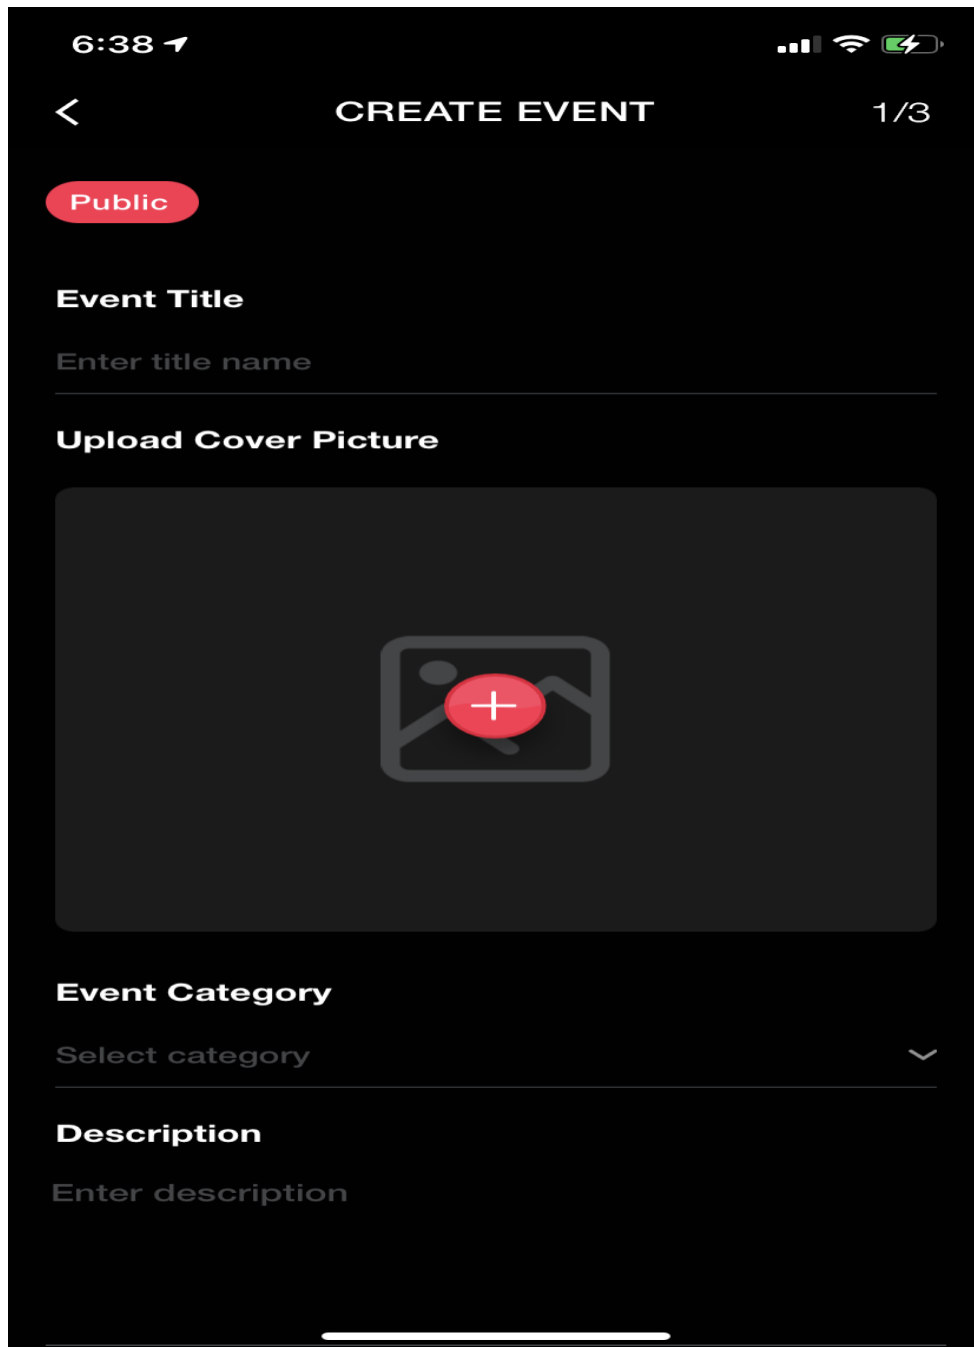 6:38
CREATE EVENT
1/3
Public
Event Title
Enter title name
Upload Cover Picture
Event Category
Select category
Description
Enter description